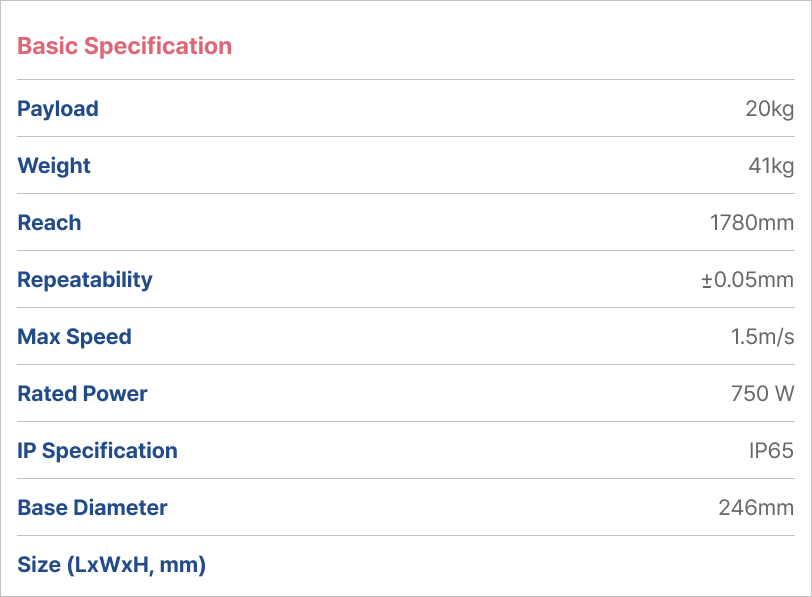 Basic Specification
Payload 20kg
Weight 41kg
Reach 1780mm
Repeatability ±0.05mm
Max Speed 1.5m/s
Rated Power 750 W
IP Specification IP65
Base Diameter 246mm
Size (LxWxH, mm)